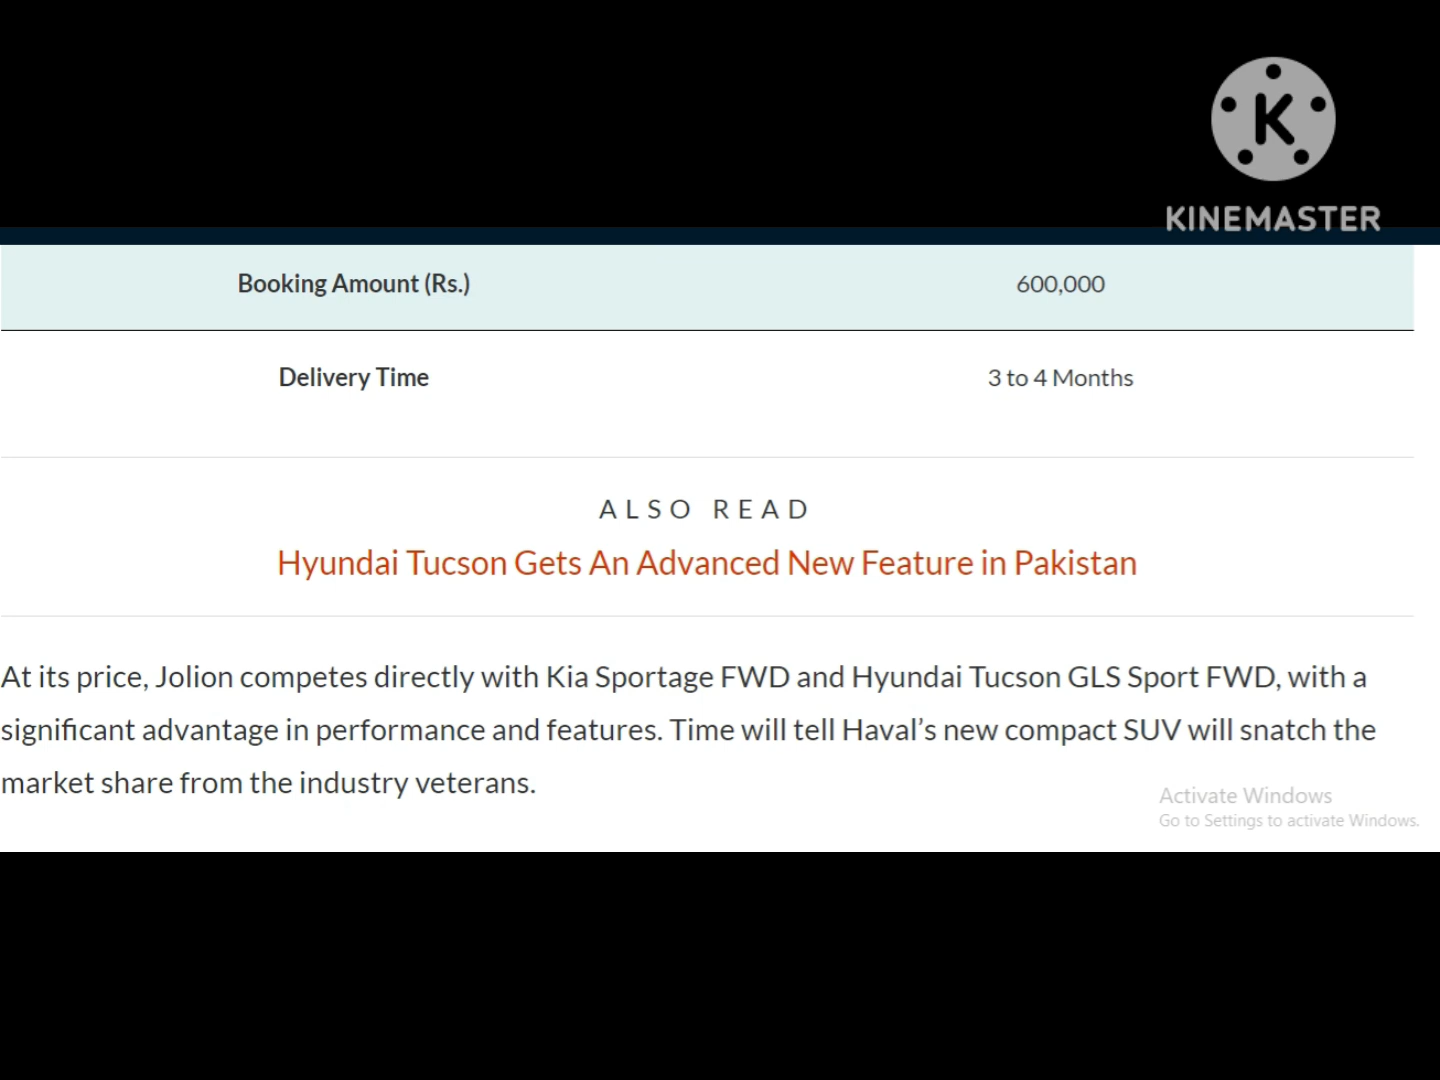 K
KINEMASTER
Booking Amount (Rs.) 600,000
Delivery Time 3 to 4 Months
ALSO READ
Hyundai Tucson Gets An Advanced New Feature in Pakistan
At its price, Jolion competes directly with Kia Sportage FWD and Hyundai Tucson GLS Sport FWD, with a
significant advantage in performance and features. Time will tell Haval’s new compact SUV will snatch the
market share from the industry veterans.
Activate Windows
Go to Settings to activate Windows.